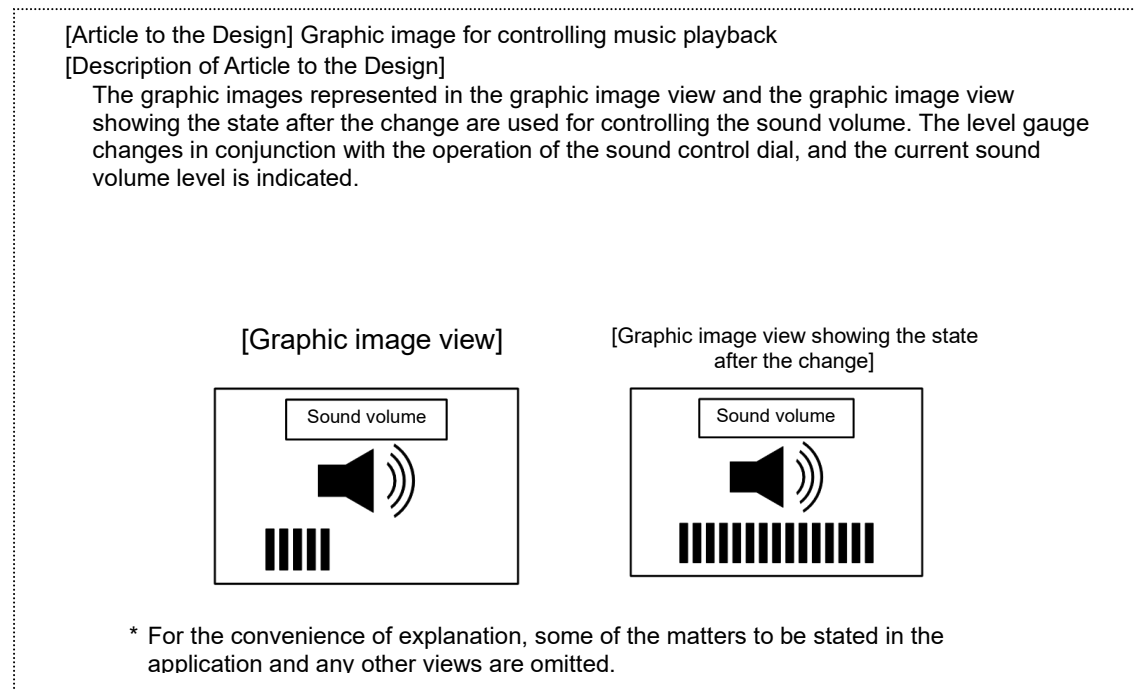 [Article to the Design] Graphic image for controlling music playback
[Description of Article to the Design]
The graphic images represented in the graphic image view and the graphic image view
showing the state after the change are used for controlling the sound volume. The level gauge
changes in conjunction with the operation of the sound control dial, and the current sound
volume level is indicated.
[Graphic image view]
[Graphic image view showing the state
after the change]
Sound volume
Sound volume
* For the convenience of explanation, some of the matters to be stated in the
application and any other views are omitted.